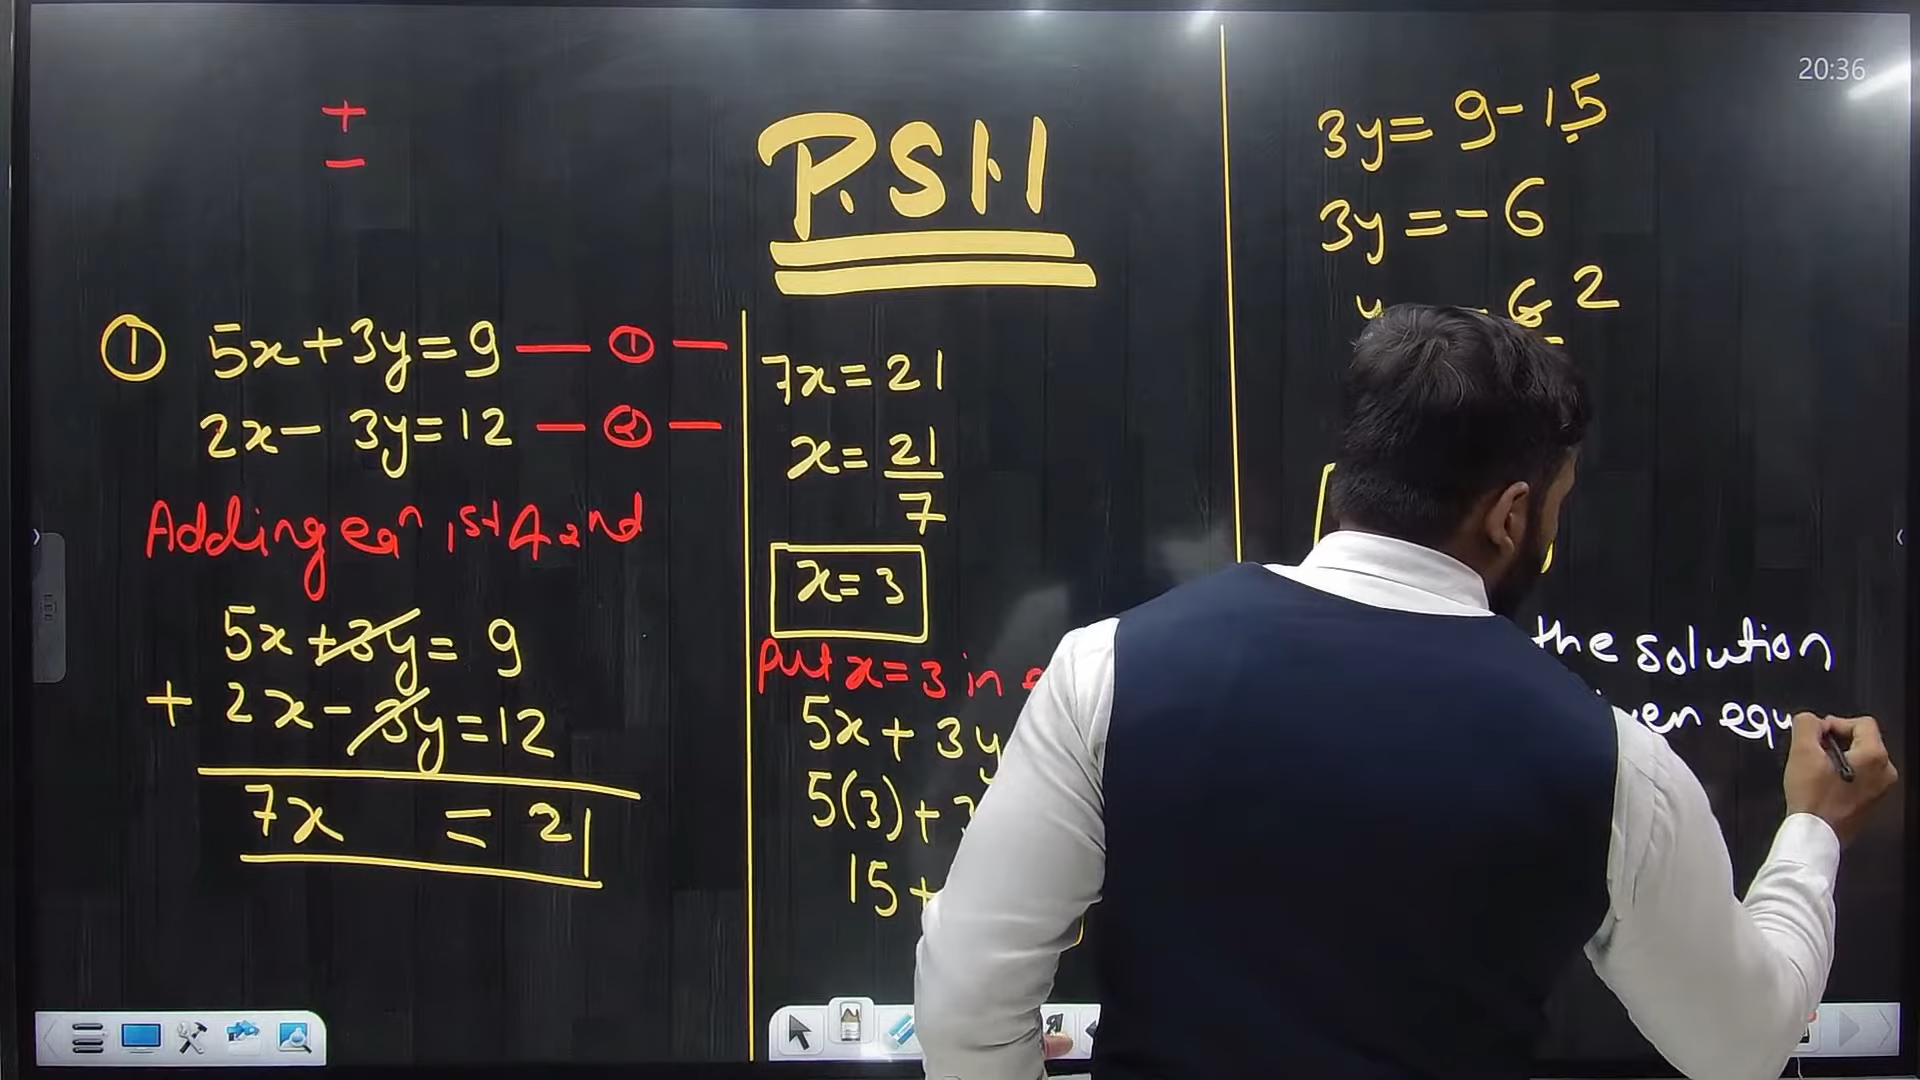 +
−
P.S.H
① 5x+3y=9 — ① —
2x− 3y=12 — ② —
Adding eqⁿ 1st & 2nd
5x+3y= 9
+ 2x−3y=12
7x = 21
7x=21
x= 21
7
x=3
Put x=3 in
5x+ 3y
5(3)+
15+
20:36
3y= 9−15
3y=−6
6 2
the solution
equ